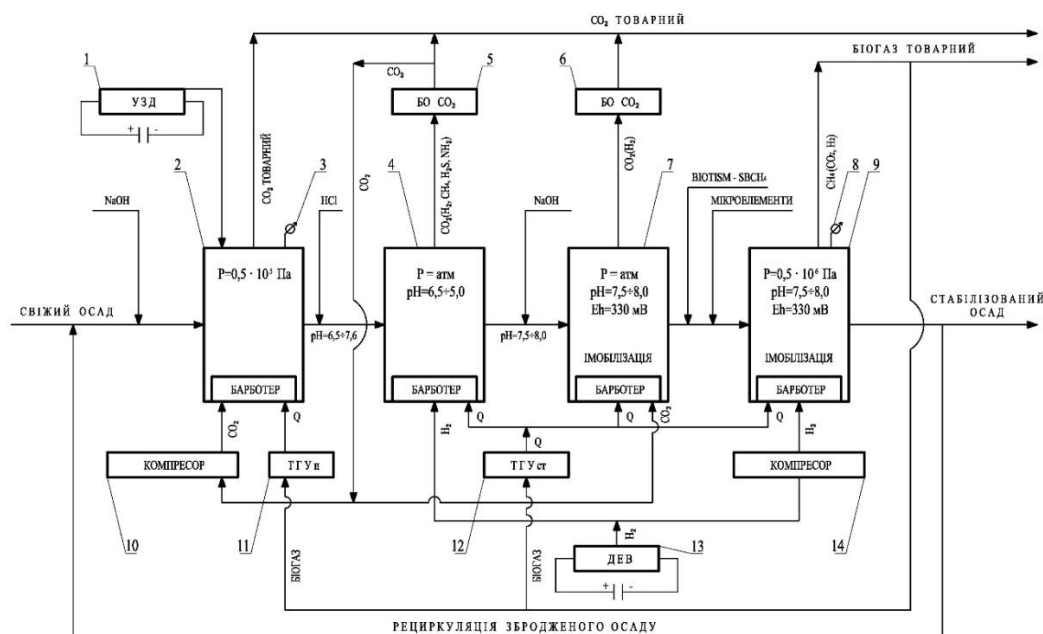 CO₂ ТОВАРНИЙ
БІОГАЗ ТОВАРНИЙ
1
5
6
CO₂
УЗД
БО CO₂
БО CO₂
+ -
CO₂ ТОВАРНИЙ
CO₂
CO₂(H₂, CH₄, H₂S, NH₂)
CO₂(H₂)
CH₄(CO₂, H₂)
2
3
4
7
8
9
BIOTISM - SBCH₄
NaOH
HCl
NaOH
МІКРОЕЛЕМЕНТИ
P=0,5 · 10⁵ Па
P = атм
pH=6,5÷5,0
P = атм
pH=7,5÷8,0
Eh=330 мВ
P=0,5 · 10⁶ Па
pH=7,5÷8,0
Eh=330 мВ
СВІЖИЙ ОСАД
СТАБІЛІЗОВАНИЙ
ОСАД
pH=6,5÷7,6
pH=7,5÷8,0
ІМОБІЛІЗАЦІЯ
ІМОБІЛІЗАЦІЯ
БАРБОТЕР
БАРБОТЕР
БАРБОТЕР
БАРБОТЕР
CO₂
Q
H₂
Q
Q
CO₂
Q
H₂
КОМПРЕСОР
ТГУн
ТГУст
КОМПРЕСОР
10
11
12
13
14
H₂
ДЕВ
+ -
БІОГАЗ
БІОГАЗ
РЕЦИРКУЛЯЦІЯ ЗБРОДЖЕНОГО ОСАДУ